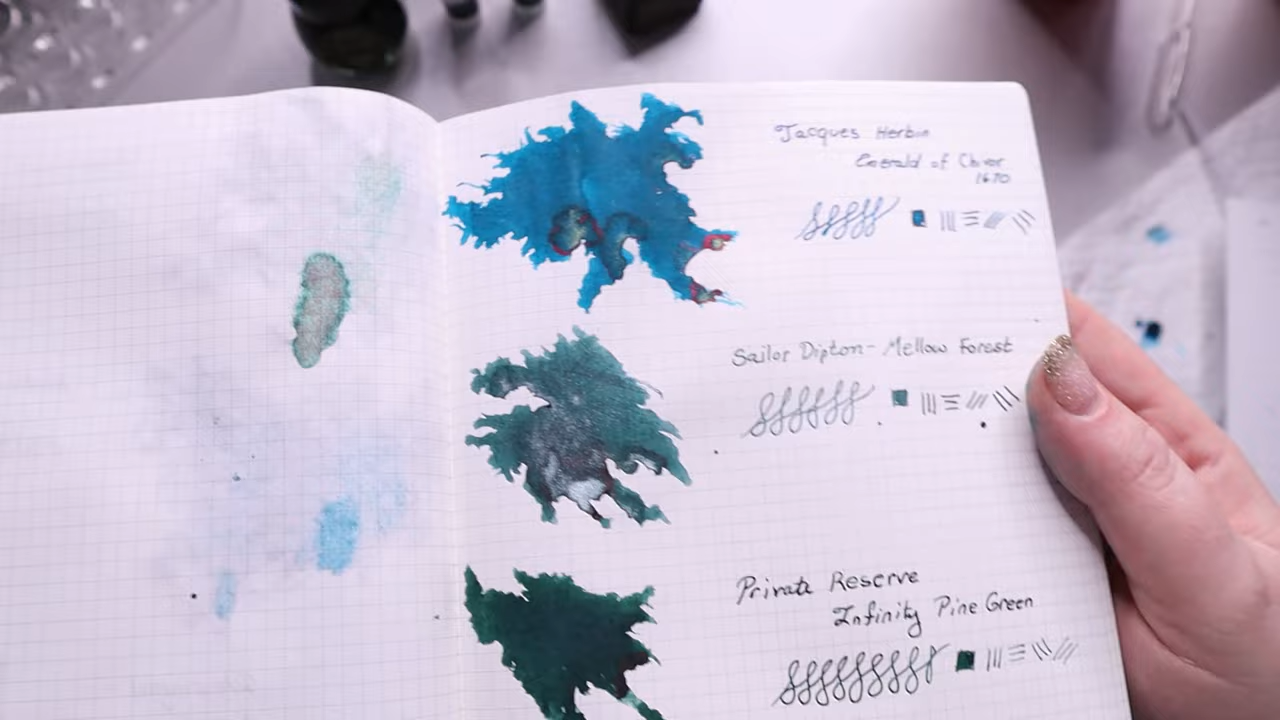 Jacques Herbin
Emerald of Chivor
1670
Sailor Dipton - Mellow Forest
Private Reserve
Infinity Pine Green